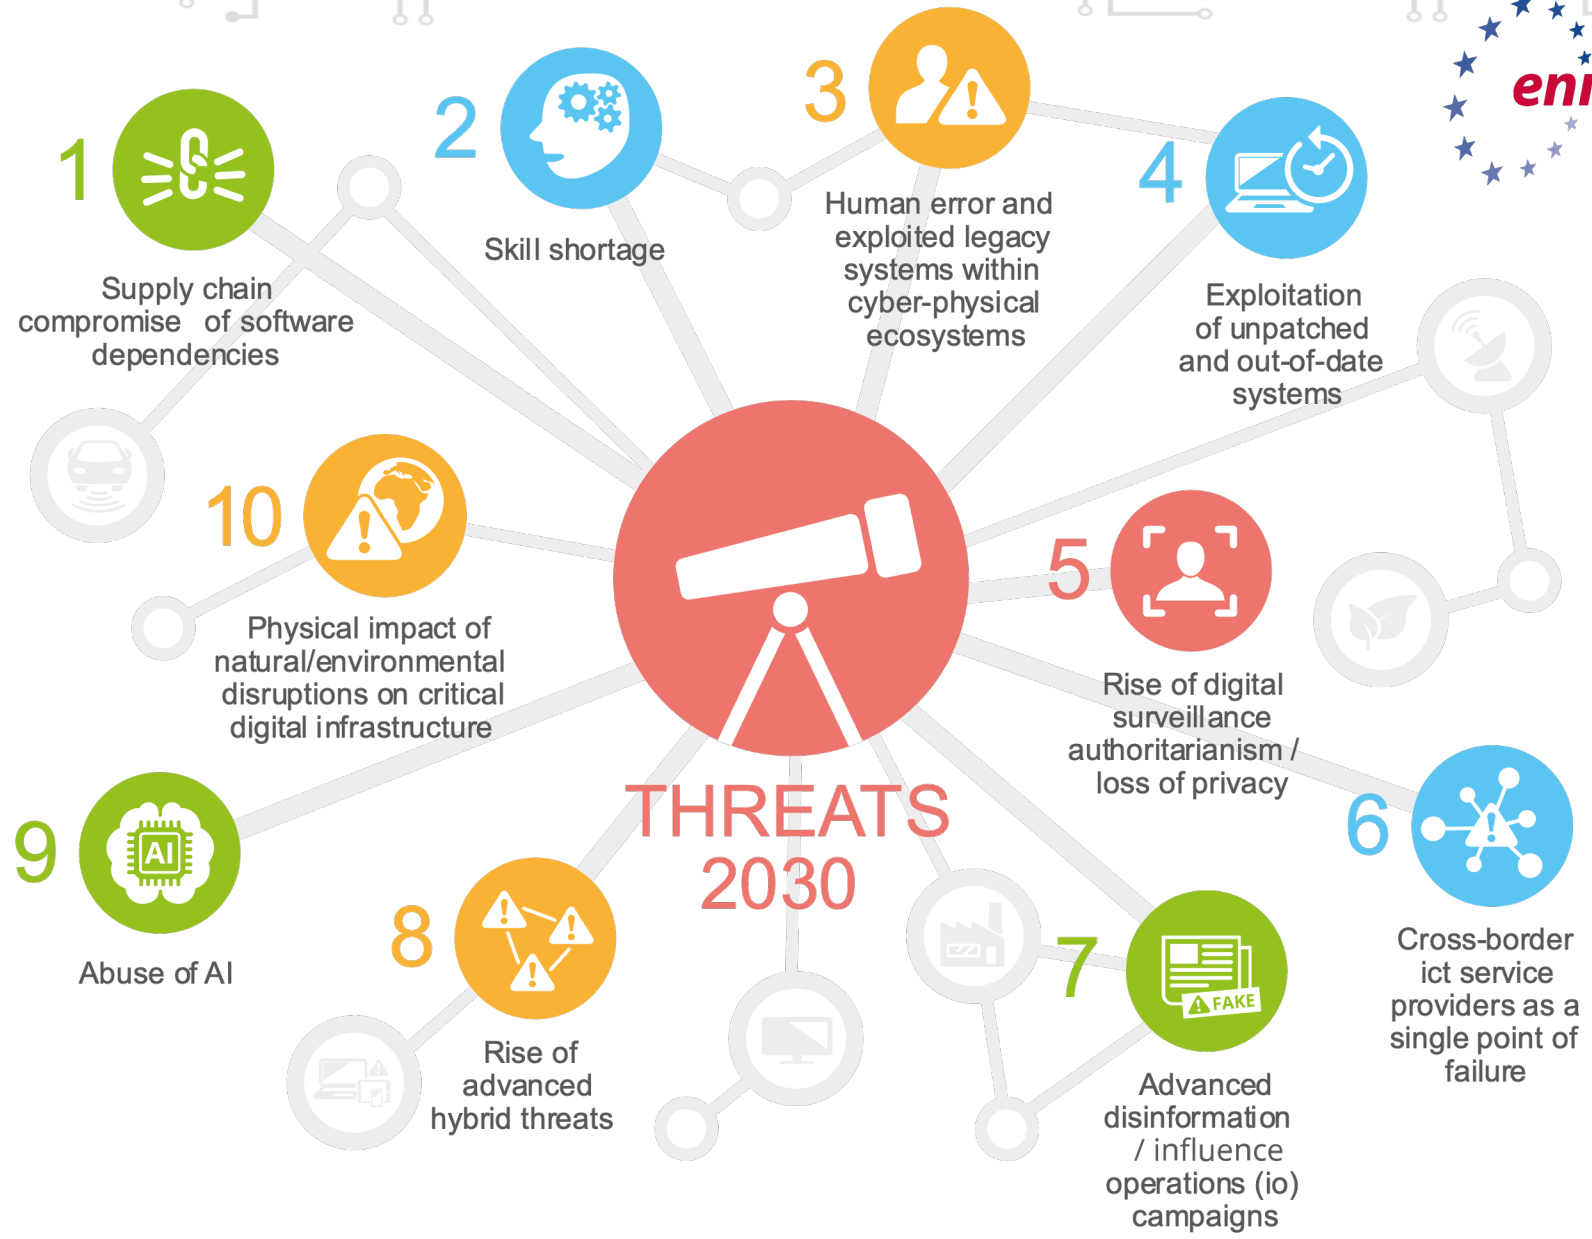 1
Supply chain
compromise of software
dependencies
2
Skill shortage
3
Human error and
exploited legacy
systems within
cyber-physical
ecosystems
4
Exploitation
of unpatched
and out-of-date
systems
5
Rise of digital
surveillance
authoritarianism /
loss of privacy
6
Cross-border
ict service
providers as a
single point of
failure
7
FAKE
Advanced
disinformation
/ influence
operations (io)
campaigns
8
Rise of
advanced
hybrid threats
9
AI
Abuse of AI
10
Physical impact of
natural/environmental
disruptions on critical
digital infrastructure
THREATS
2030